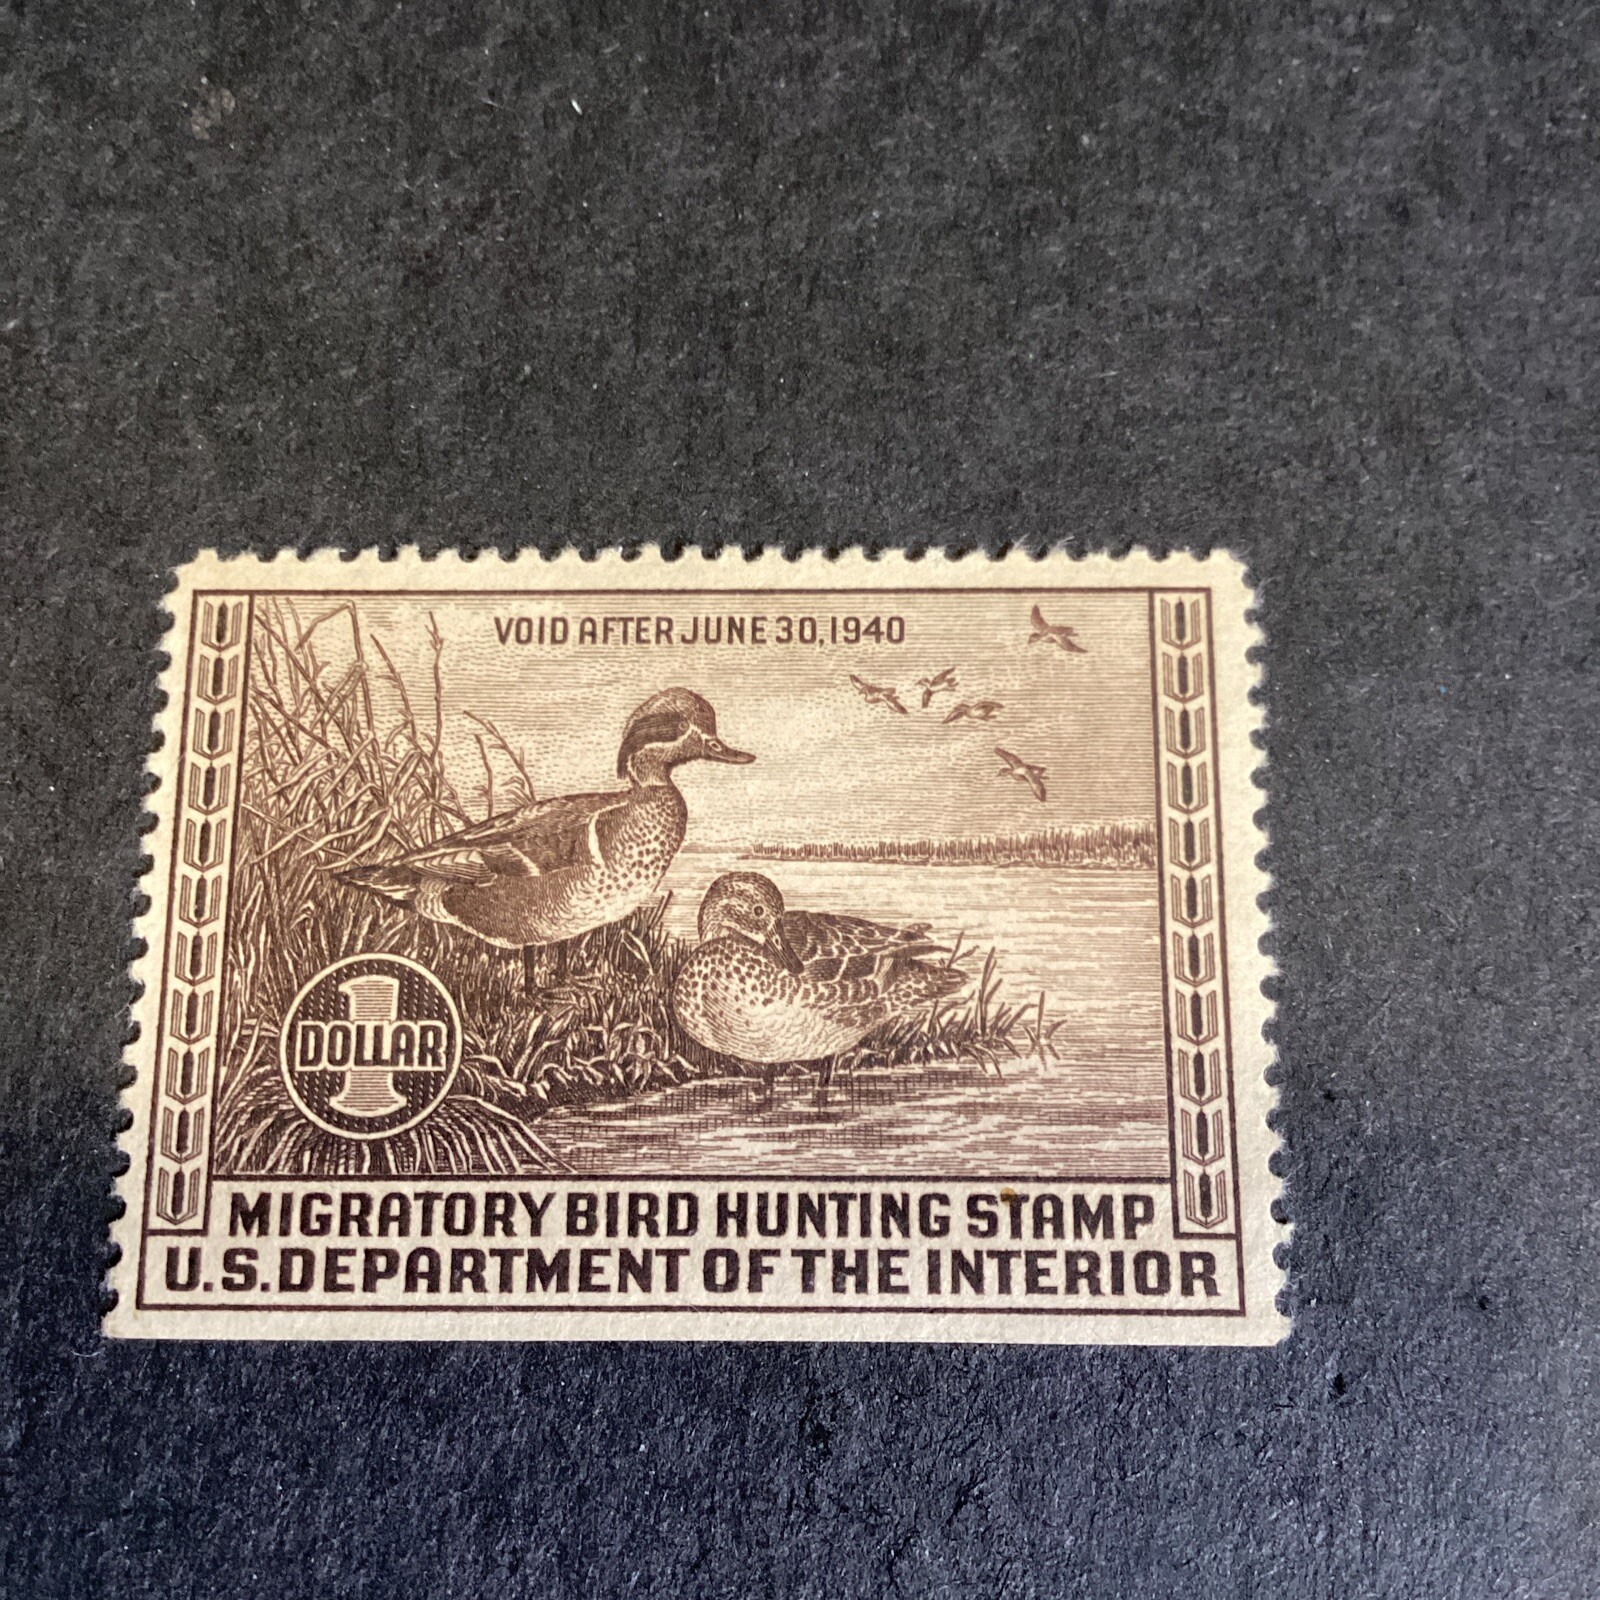 VOID AFTER JUNE 30, 1940
1
DOLLAR
MIGRATORY BIRD HUNTING STAMP
U.S. DEPARTMENT OF THE INTERIOR